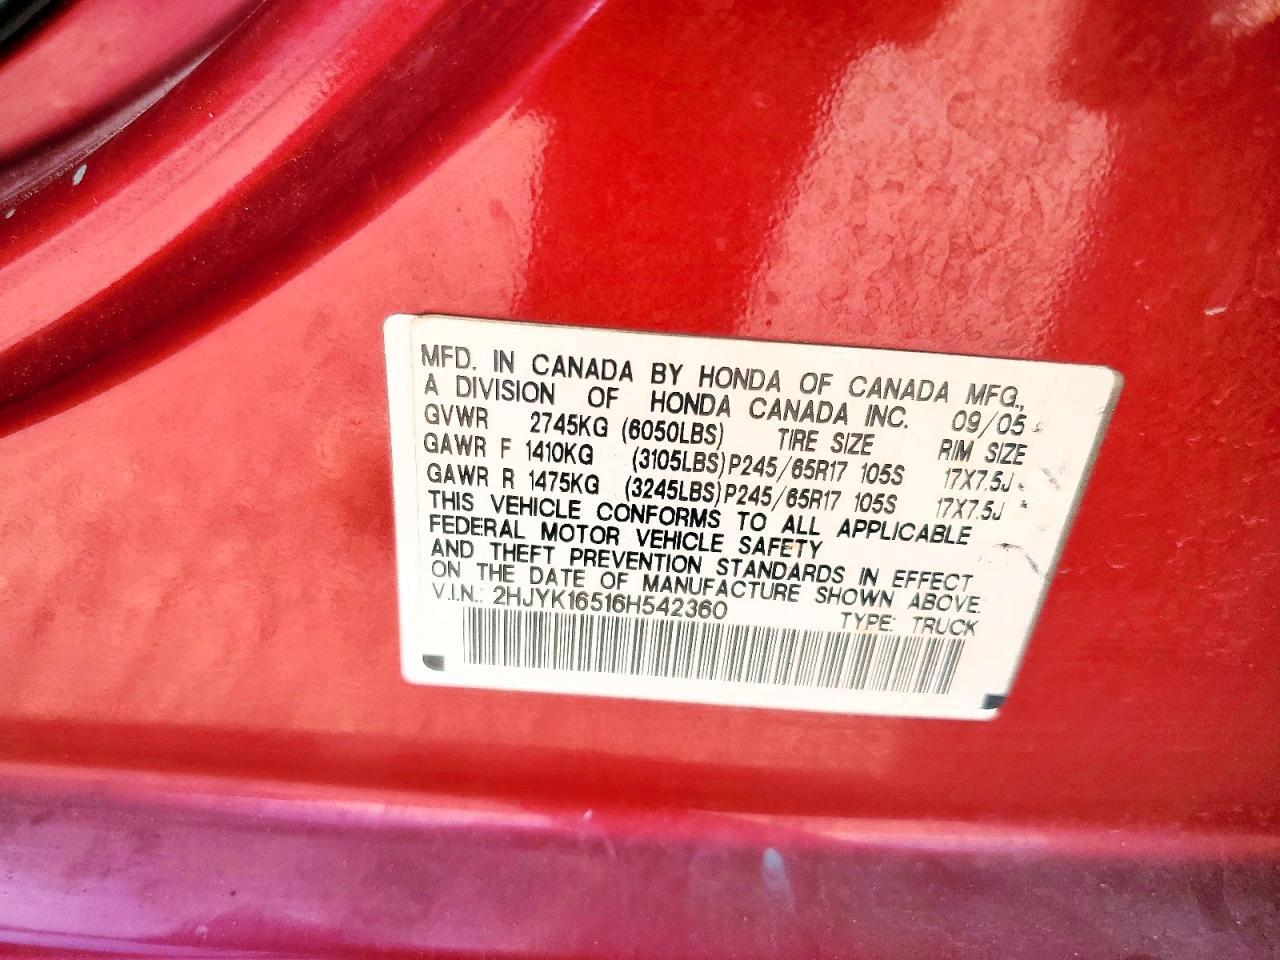 MFD. IN CANADA BY HONDA OF CANADA MFG.,
A DIVISION OF HONDA CANADA INC. 09/05
GVWR 2745KG (6050LBS) TIRE SIZE RIM SIZE
GAWR F 1410KG (3105LBS) P245/65R17 105S 17X7.5J
GAWR R 1475KG (3245LBS) P245/65R17 105S 17X7.5J
THIS VEHICLE CONFORMS TO ALL APPLICABLE
FEDERAL MOTOR VEHICLE SAFETY
AND THEFT PREVENTION STANDARDS IN EFFECT
ON THE DATE OF MANUFACTURE SHOWN ABOVE.
V.I.N.: 2HJYK16516H542360 TYPE: TRUCK